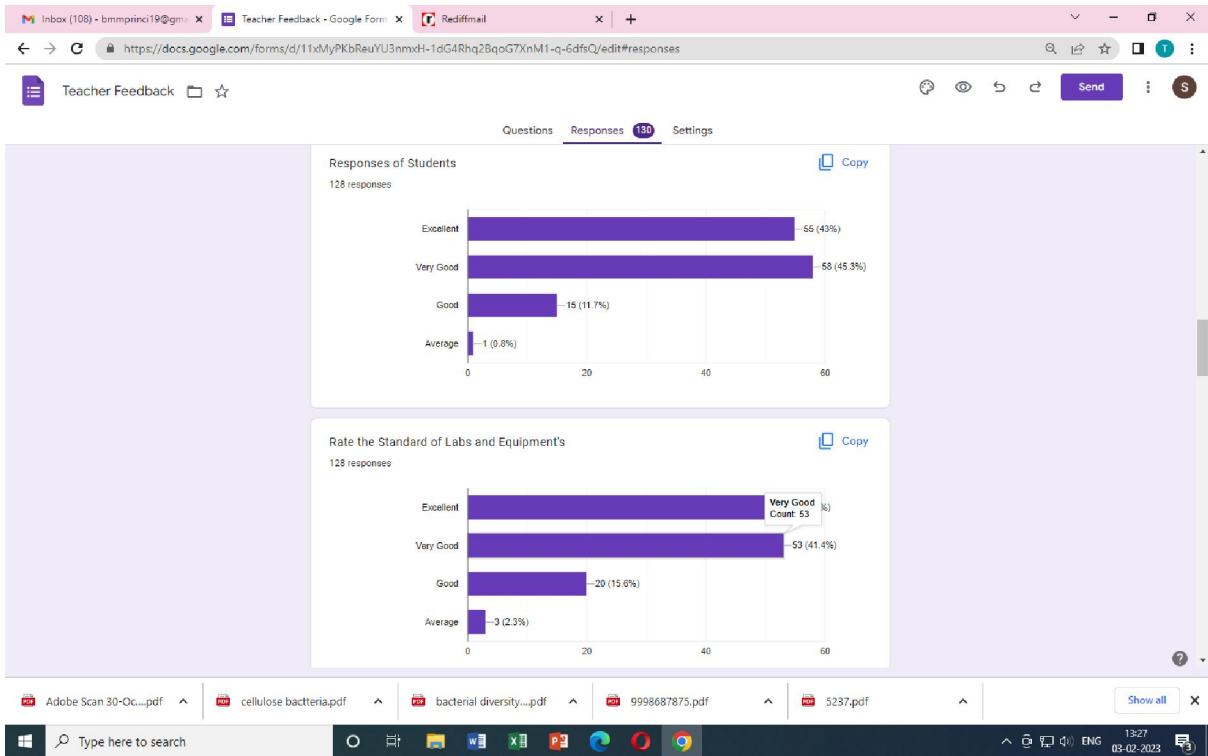 Inbox (108) - bmmprinci19@gma
Teacher Feedback - Google Form
Rediffmail
https://docs.google.com/forms/d/11xMyPKbReuYU3nmxH-1dG4Rhq2BqoG7XnM1-q-6dfsQ/edit#responses
T
Teacher Feedback
Send
S
Questions Responses 130 Settings
Responses of Students
Copy
128 responses
Excellent 55 (43%)
Very Good 58 (45.3%)
Good 15 (11.7%)
Average 1 (0.8%)
0 20 40 60
Rate the Standard of Labs and Equipment's
Copy
128 responses
Excellent
Very Good
Count: 53
Very Good 53 (41.4%)
Good 20 (15.6%)
Average 3 (2.3%)
0 20 40 60
Adobe Scan 30-Oc....pdf cellulose bactteria.pdf bacterial diversity....pdf 9998687875.pdf 5237.pdf Show all
Type here to search
ENG
13:27
03-02-2023
3